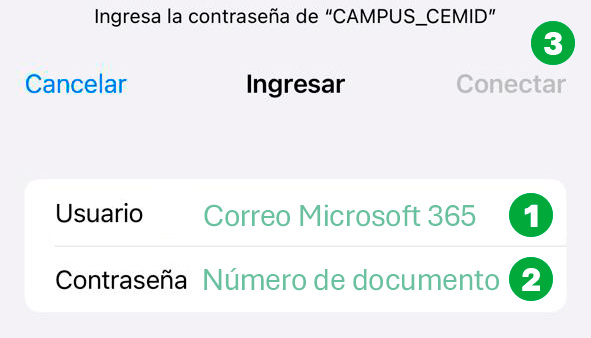 Ingresa la contraseña de “CAMPUS_CEMID”
3
Cancelar Ingresar Conectar
Usuario Correo Microsoft 365 1
Contraseña Número de documento 2